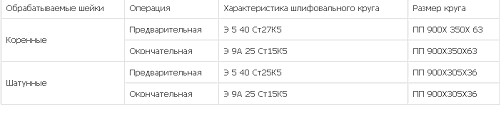 Обрабатываемые шейки Операция Характеристика шлифовального круга Размер круга
Коренные
Предварительная Э 5 40 Ст27К5 ПП 900Х 350Х 63
Окончательная Э 9А 25 Ст15К5 ПП 900Х350Х63
Шатунные
Предварительная Э 5 40 Ст25К5 ПП 900Х305Х36
Окончательная Э 9А 25 Ст15К5 ПП 900Х305Х36